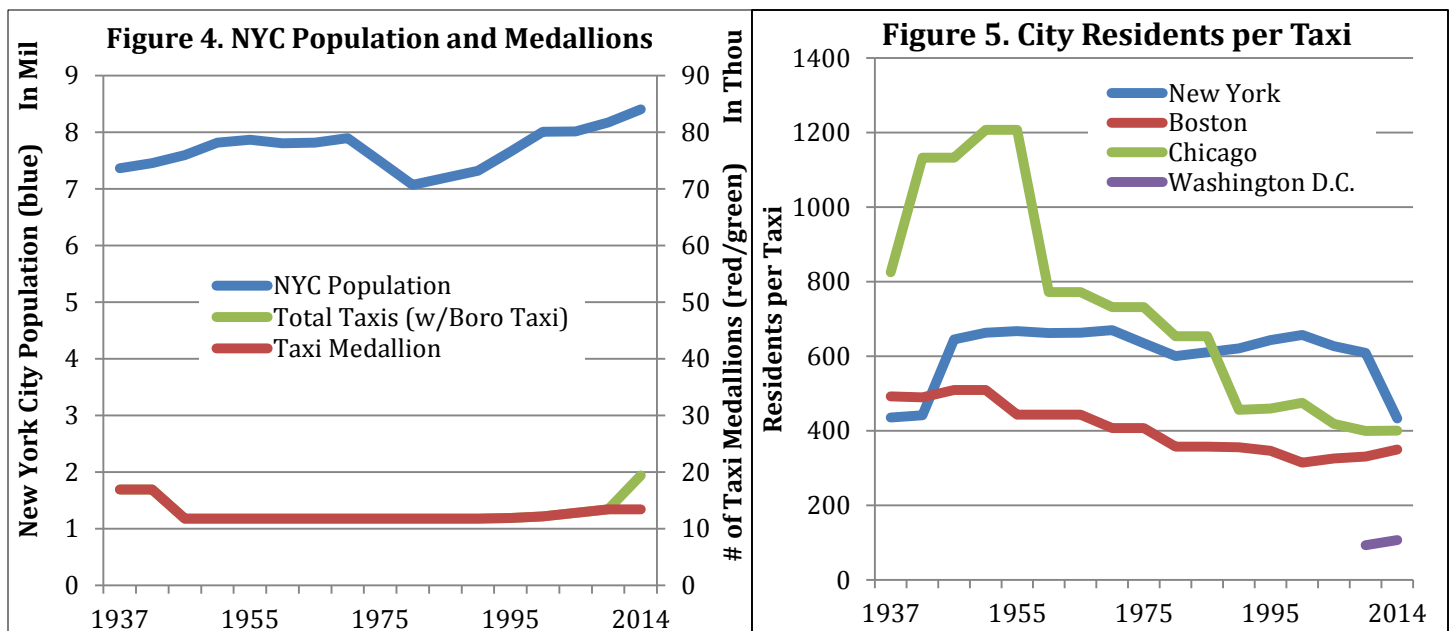 Figure 4. NYC Population and Medallions
New York City Population (blue) In Mil
9
8
7
6
5
4
3
2
1
0
NYC Population
Total Taxis (w/Boro Taxi)
Taxi Medallion
90
80
70
60
50
40
30
20
10
0
# of Taxi Medallions (red/green) In Thou
1937 1955 1975 1995 2014
Figure 5. City Residents per Taxi
Residents per Taxi
1400
1200
1000
800
600
400
200
0
New York
Boston
Chicago
Washington D.C.
1937 1955 1975 1995 2014